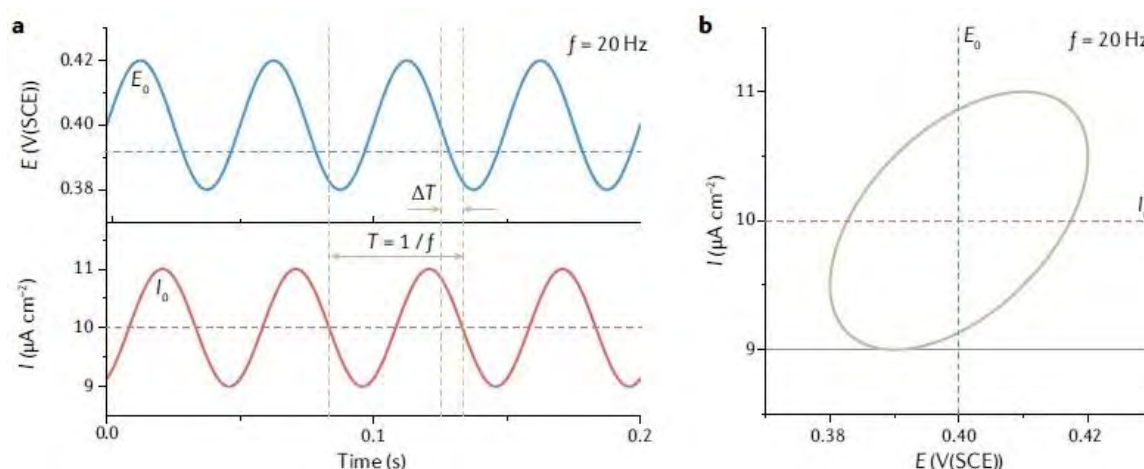 a
f = 20 Hz
E₀
0.42
0.40
0.38
E (V(SCE))
ΔT
T = 1 / f
I₀
11
10
9
I (μA cm⁻²)
0.0
0.1
0.2
Time (s)
b
E₀
f = 20 Hz
11
10
9
I
I (μA cm⁻²)
0.38
0.40
0.42
E (V(SCE))